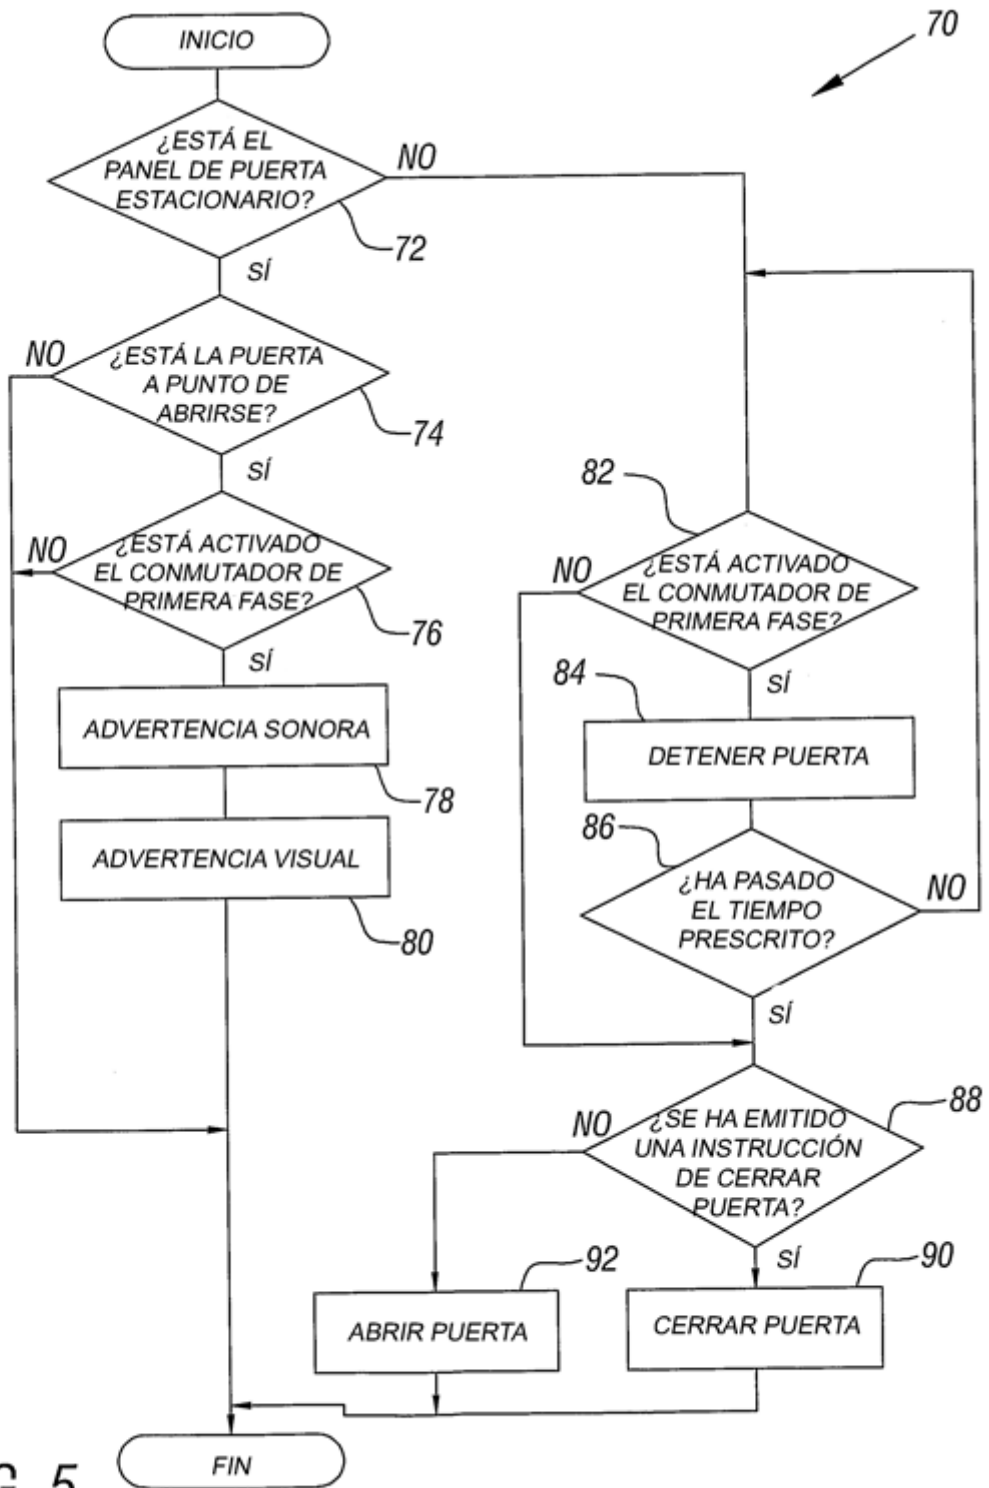 INICIO
70
¿ESTÁ EL
PANEL DE PUERTA
ESTACIONARIO?
NO
72
SÍ
¿ESTÁ LA PUERTA
A PUNTO DE
ABRIRSE?
NO
74
SÍ
¿ESTÁ ACTIVADO
EL CONMUTADOR DE
PRIMERA FASE?
NO
76
SÍ
ADVERTENCIA SONORA
78
ADVERTENCIA VISUAL
80
82
¿ESTÁ ACTIVADO
EL CONMUTADOR DE
PRIMERA FASE?
NO
SÍ
84
DETENER PUERTA
86
¿HA PASADO
EL TIEMPO
PRESCRITO?
NO
SÍ
88
¿SE HA EMITIDO
UNA INSTRUCCIÓN
DE CERRAR
PUERTA?
NO
SÍ
92
ABRIR PUERTA
90
CERRAR PUERTA
FIN
5